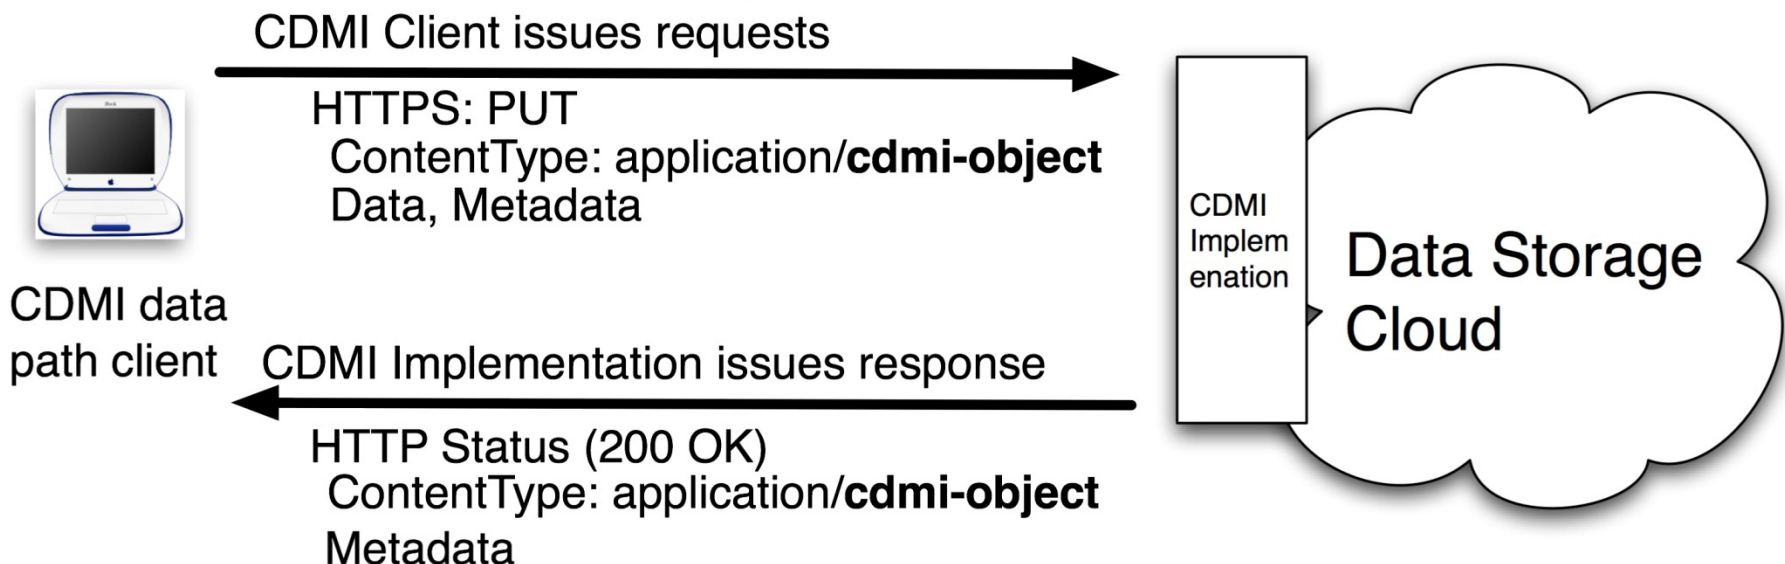 CDMI Client issues requests
HTTPS: PUT
ContentType: application/cdmi-object
Data, Metadata
CDMI data
path client
CDMI Implementation issues response
HTTP Status (200 OK)
ContentType: application/cdmi-object
Metadata
CDMI
Implem
enation
Data Storage
Cloud